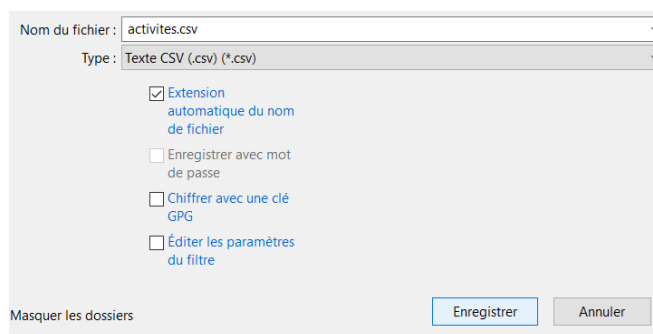 Nom du fichier : activites.csv
Type : Texte CSV (.csv) (*.csv)
Extension
automatique du nom
de fichier
Enregistrer avec mot
de passe
Chiffrer avec une clé
GPG
Éditer les paramètres
du filtre
Masquer les dossiers
Enregistrer
Annuler